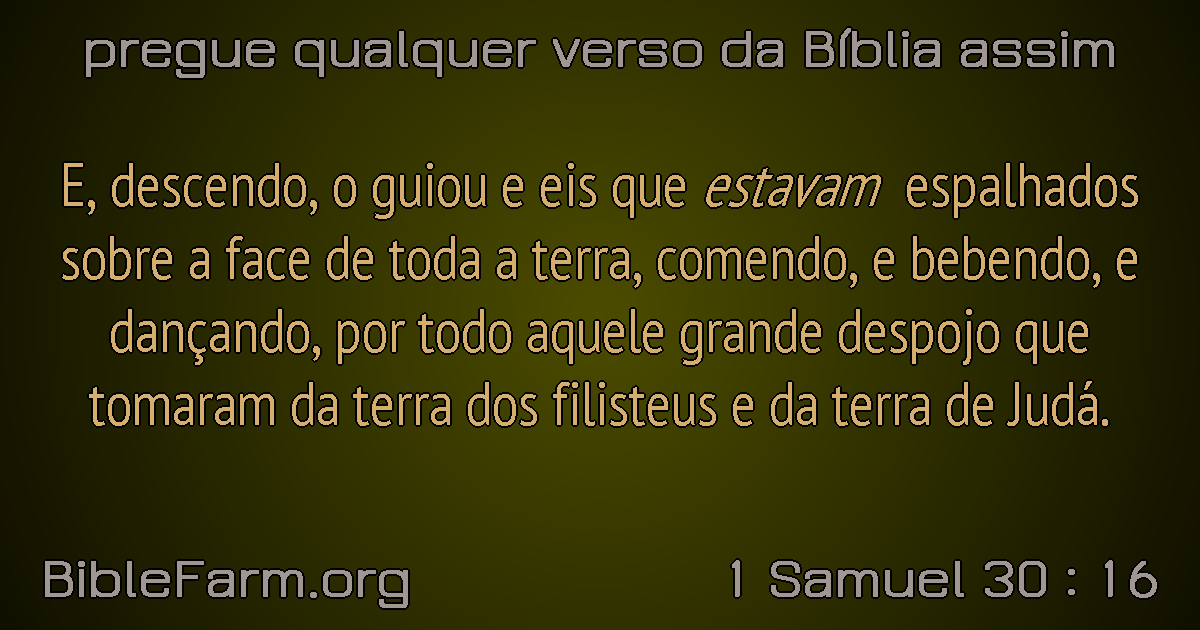 pregue qualquer verso da Bíblia assim
E, descendo, o guiou e eis que estavam espalhados
sobre a face de toda a terra, comendo, e bebendo, e
dançando, por todo aquele grande despojo que
tomaram da terra dos filisteus e da terra de Judá.
BibleFarm.org
1 Samuel 30 : 16